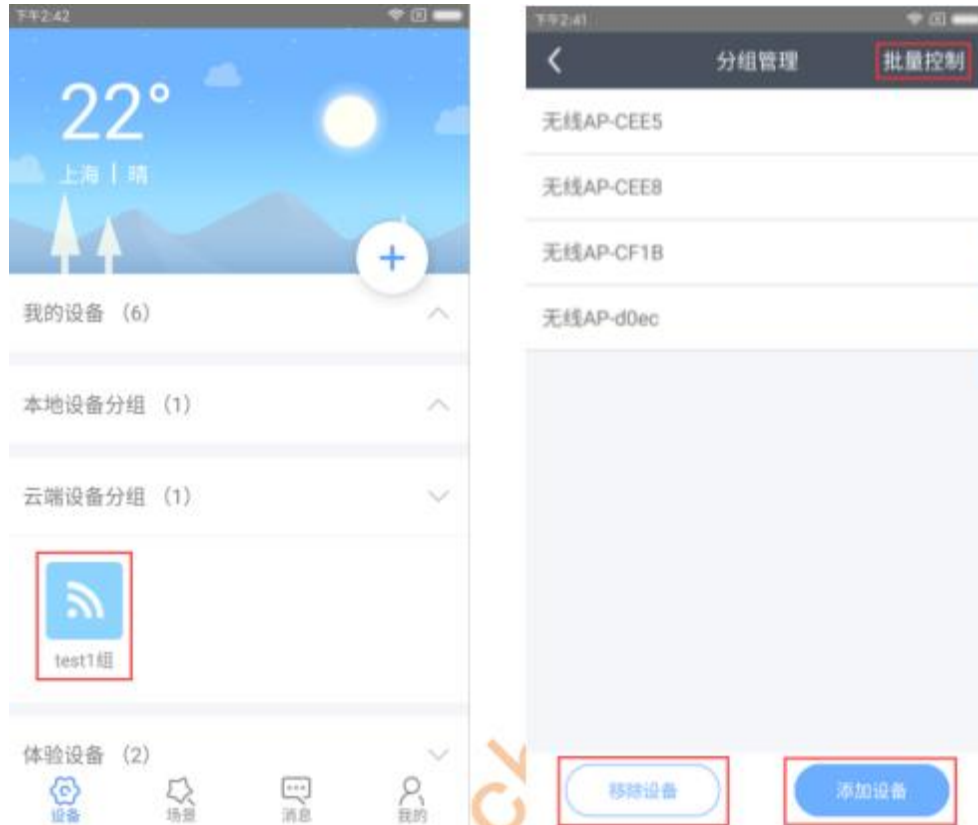 下午2:42
22°
上海 | 晴
我的设备 (6)
本地设备分组 (1)
云端设备分组 (1)
test1组
体验设备 (2)
设备
场景
消息
我的
下午2:41
分组管理
批量控制
无线AP-CEE5
无线AP-CEE8
无线AP-CF1B
无线AP-d0ec
移除设备
添加设备